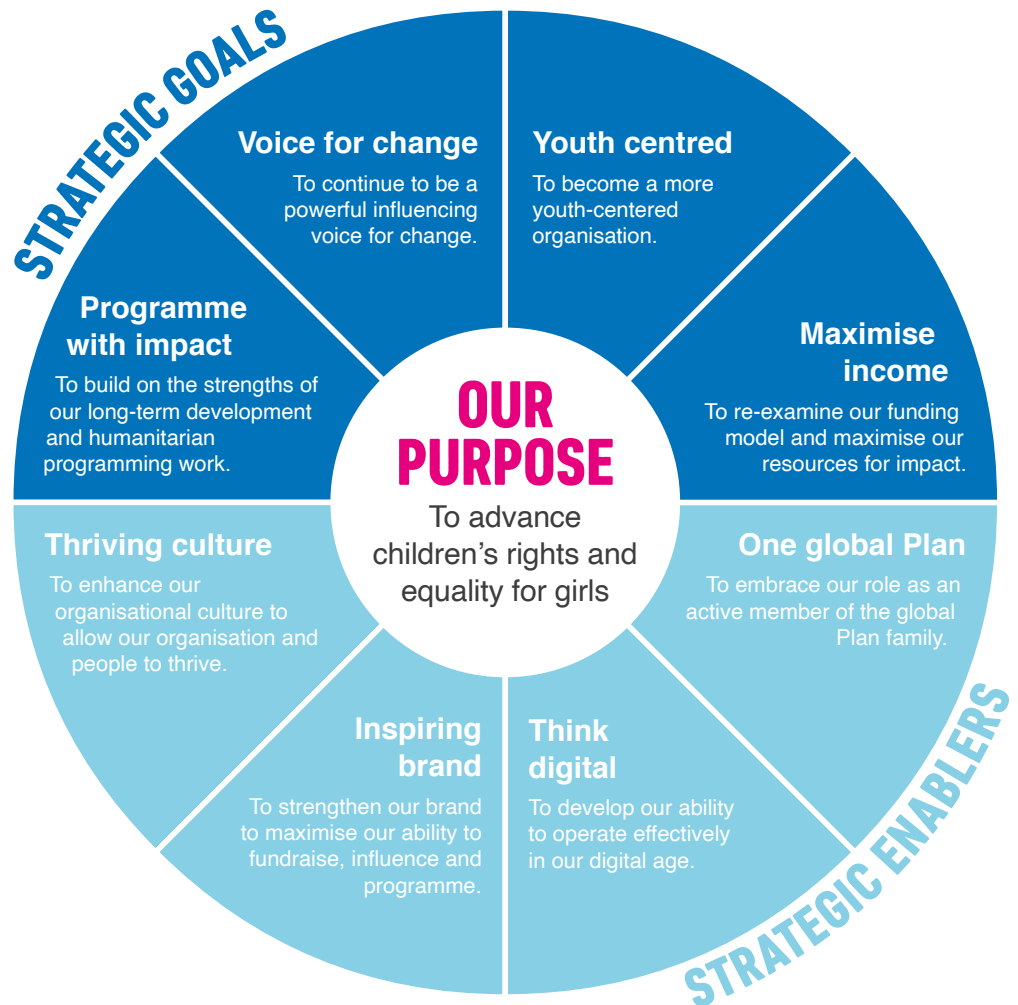 STRATEGIC GOALS
Voice for change
To continue to be a
powerful influencing
voice for change.
Youth centred
To become a more
youth-centered
organisation.
Programme
with impact
To build on the strengths of
our long-term development
and humanitarian
programming work.
Maximise
income
To re-examine our funding
model and maximise our
resources for impact.
OUR
PURPOSE
To advance
children’s rights and
equality for girls
Thriving culture
To enhance our
organisational culture to
allow our organisation and
people to thrive.
One global Plan
To embrace our role as an
active member of the global
Plan family.
Inspiring
brand
To strengthen our brand
to maximise our ability to
fundraise, influence and
programme.
Think
digital
To develop our ability
to operate effectively
in our digital age.
STRATEGIC ENABLERS